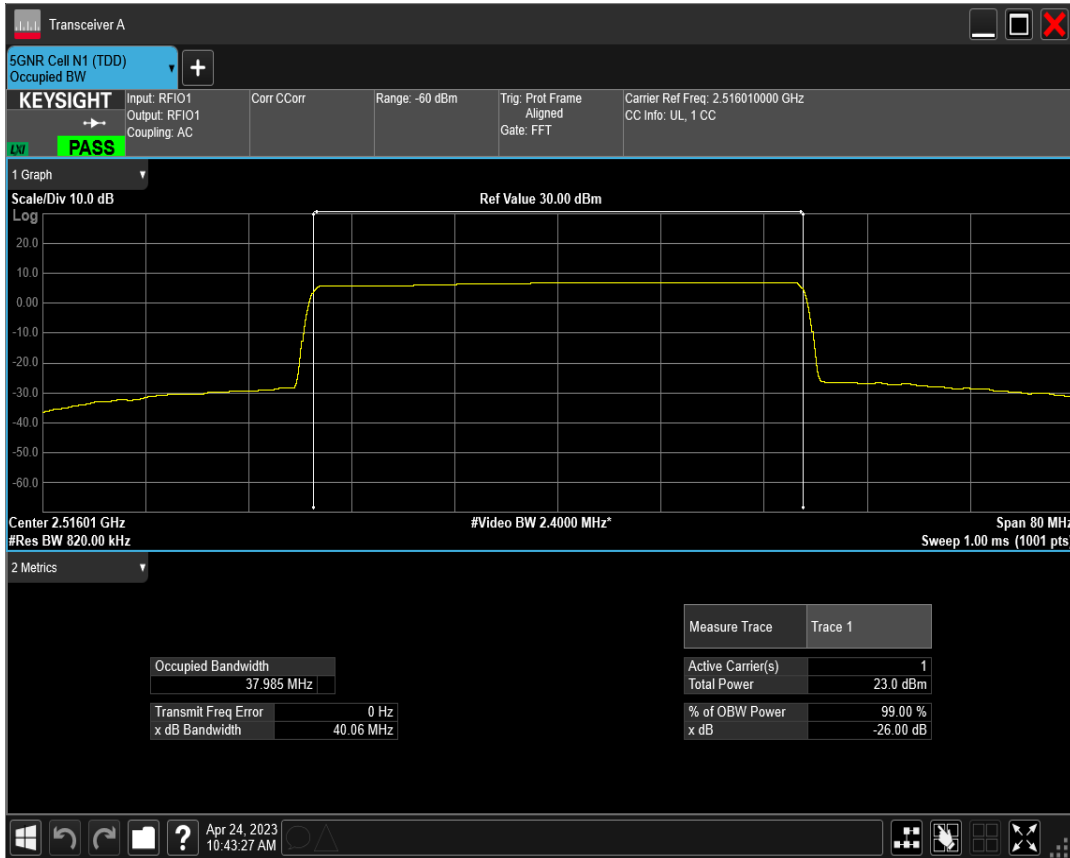 Transceiver A
5GNR Cell N1 (TDD)
Occupied BW
+
KEYSIGHT
LXI
PASS
Input: RFIO1
Output: RFIO1
Coupling: AC
Corr CCorr
Range: -60 dBm
Trig: Prot Frame
Aligned
Gate: FFT
Carrier Ref Freq: 2.516010000 GHz
CC Info: UL, 1 CC
1 Graph
Scale/Div 10.0 dB
Ref Value 30.00 dBm
Log
20.0
10.0
0.00
-10.0
-20.0
-30.0
-40.0
-50.0
-60.0
Center 2.51601 GHz
#Video BW 2.4000 MHz*
Span 80 MHz
#Res BW 820.00 kHz
Sweep 1.00 ms (1001 pts)
2 Metrics
Measure Trace Trace 1
Occupied Bandwidth
37.985 MHz
Transmit Freq Error 0 Hz
x dB Bandwidth 40.06 MHz
Active Carrier(s) 1
Total Power 23.0 dBm
% of OBW Power 99.00 %
x dB -26.00 dB
?
Apr 24, 2023
10:43:27 AM